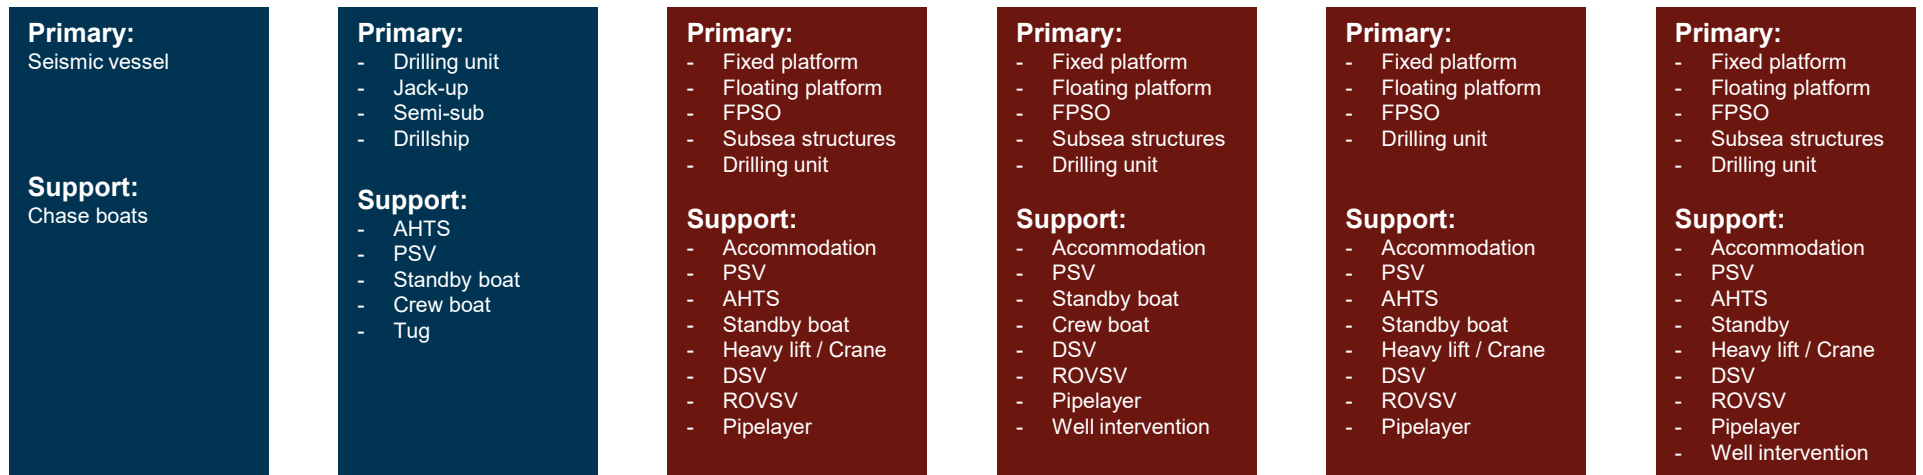 Primary:
Seismic vessel
Support:
Chase boats
Primary:
- Drilling unit
- Jack-up
- Semi-sub
- Drillship
Support:
- AHTS
- PSV
- Standby boat
- Crew boat
- Tug
Primary:
- Fixed platform
- Floating platform
- FPSO
- Subsea structures
- Drilling unit
Support:
- Accommodation
- PSV
- AHTS
- Standby boat
- Heavy lift / Crane
- DSV
- ROVSV
- Pipelayer
Primary:
- Fixed platform
- Floating platform
- FPSO
- Subsea structures
- Drilling unit
Support:
- Accommodation
- PSV
- Standby boat
- Crew boat
- DSV
- ROVSV
- Pipelayer
- Well intervention
Primary:
- Fixed platform
- Floating platform
- FPSO
- Drilling unit
Support:
- Accommodation
- PSV
- AHTS
- Standby boat
- Heavy lift / Crane
- DSV
- ROVSV
- Pipelayer
Primary:
- Fixed platform
- Floating platform
- FPSO
- Subsea structures
- Drilling unit
Support:
- Accommodation
- PSV
- AHTS
- Standby
- Heavy lift / Crane
- DSV
- ROVSV
- Pipelayer
- Well intervention